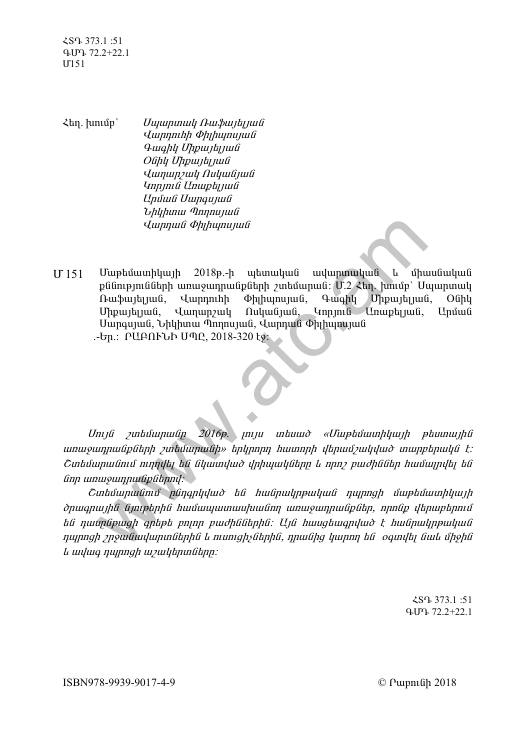 ՀՏԴ 373.1 :51
ԳՄԴ 72.2+22.1
Մ151
Հեղ. խումբ՝ Սպարտակ Ռաֆայելյան
Վարդուհի Փիլիպոսյան
Գագիկ Միքայելյան
Օնիկ Միքայելյան
Վաղարշակ Ոսկանյան
Կորյուն Առաքելյան
Արման Սարգսյան
Նիկիտա Պողոսյան
Վարդան Փիլիպոսյան
Մ 151 Մաթեմատիկայի 2018թ.-ի պետական ավարտական և միասնական
քննությունների առաջադրանքների շտեմարան: Մ.2 Հեղ. խումբ՝ Սպարտակ
Ռաֆայելյան, Վարդուհի Փիլիպոսյան, Գագիկ Միքայելյան, Օնիկ
Միքայելյան, Վաղարշակ Ոսկանյան, Կորյուն Առաքելյան, Արման
Սարգսյան, Նիկիտա Պողոսյան, Վարդան Փիլիպոսյան
.-Եր.: ԲԱԲՈՒՆԻ ՍՊԸ, 2018-320 էջ:
Սույն շտեմարանը 2016թ. լույս տեսած «Մաթեմատիկայի թեստային
առաջադրանքների շտեմարանի» երկրորդ հատորի վերամշակված տարբերակն է:
Շտեմարանում ուղղվել են նկատված վրիպակները և որոշ բաժիններ համալրվել են
նոր առաջադրանքներով:
Շտեմարանում ընդգրկված են հանրակրթական դպրոցի մաթեմատիկայի
ծրագրային նյութերին համապատասխանող առաջադրանքներ, որոնք վերաբերում
են դասընթացի գրեթե բոլոր բաժիններին: Այն հասցեագրված է հանրակրթական
դպրոցի շրջանավարտներին և ուսուցիչներին, դրանից կարող են օգտվել նաև միջին
և ավագ դպրոցի աշակերտները:
ՀՏԴ 373.1 :51
ԳՄԴ 72.2+22.1
ISBN978-9939-9017-4-9 © Բաբունի 2018
www.atc.am